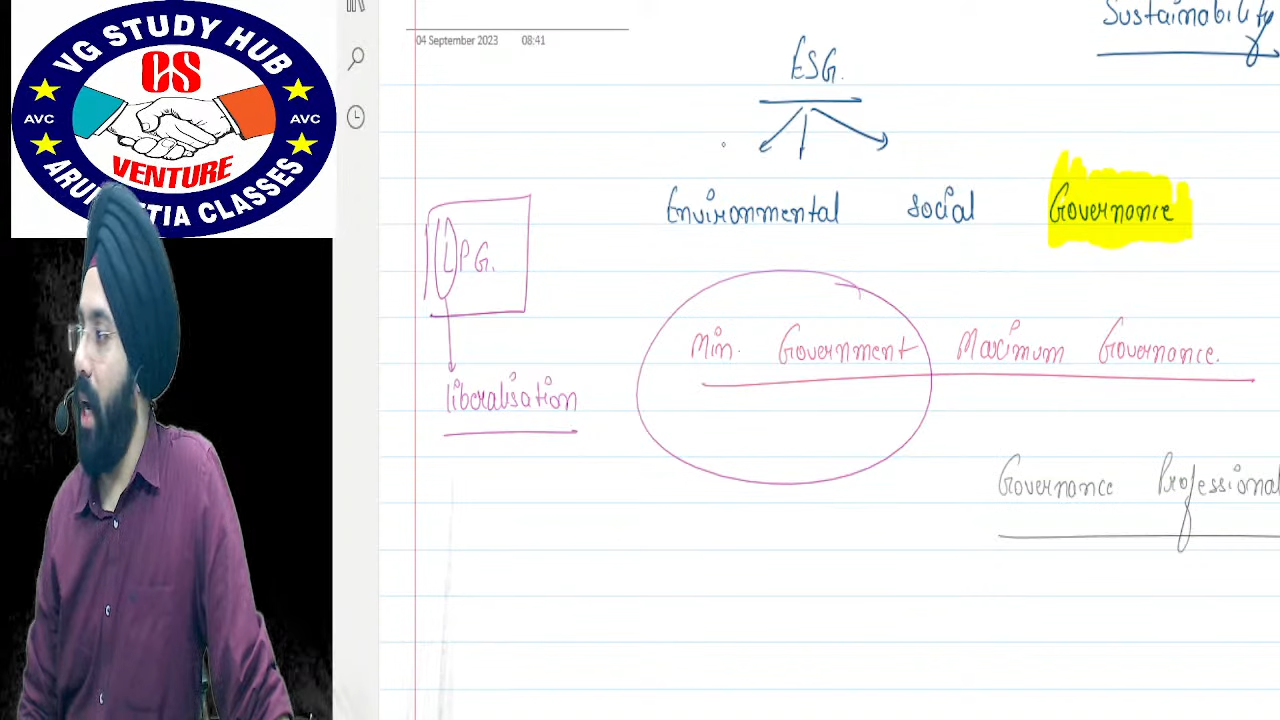 VG STUDY HUB
CS
AVC
AVC
VENTURE
CLASSES
04 September 2023 08:41
Sustainability
ESG.
Environmental Social Governance
LPG.
Min. Government Maximum Governance.
liberalisation
Governance Professional